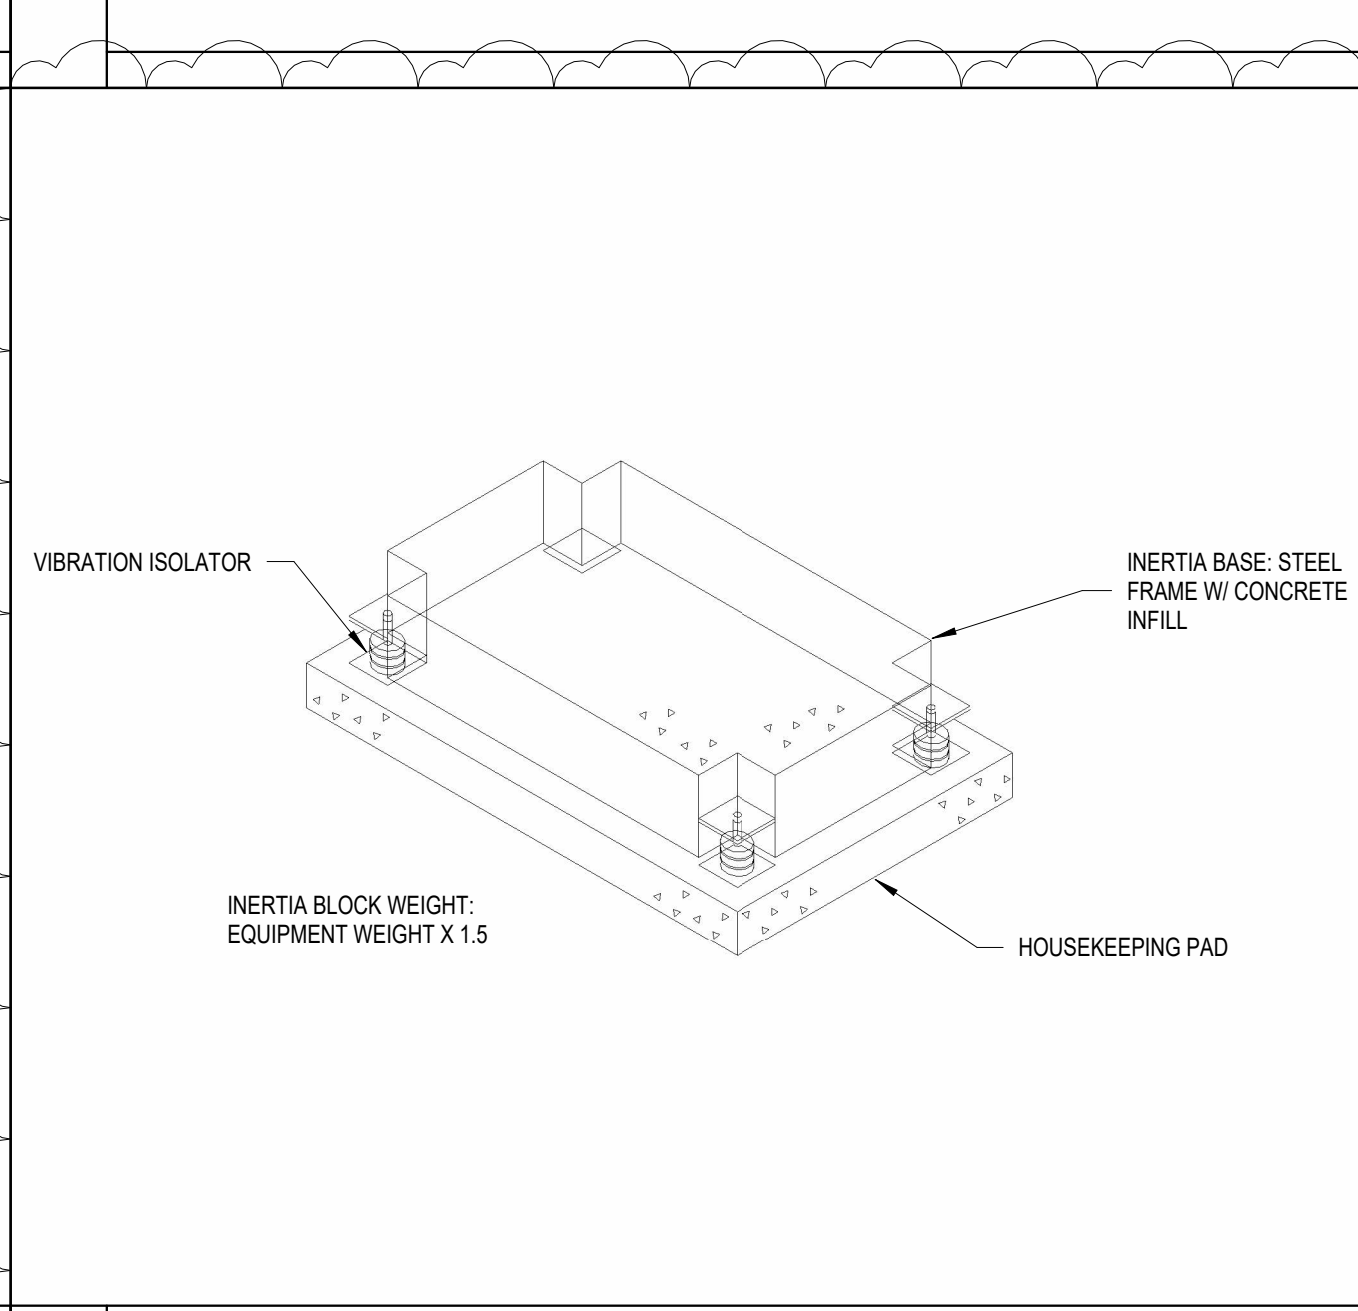 VIBRATION ISOLATOR
INERTIA BASE: STEEL
FRAME W/ CONCRETE
INFILL
INERTIA BLOCK WEIGHT:
EQUIPMENT WEIGHT X 1.5
HOUSEKEEPING PAD